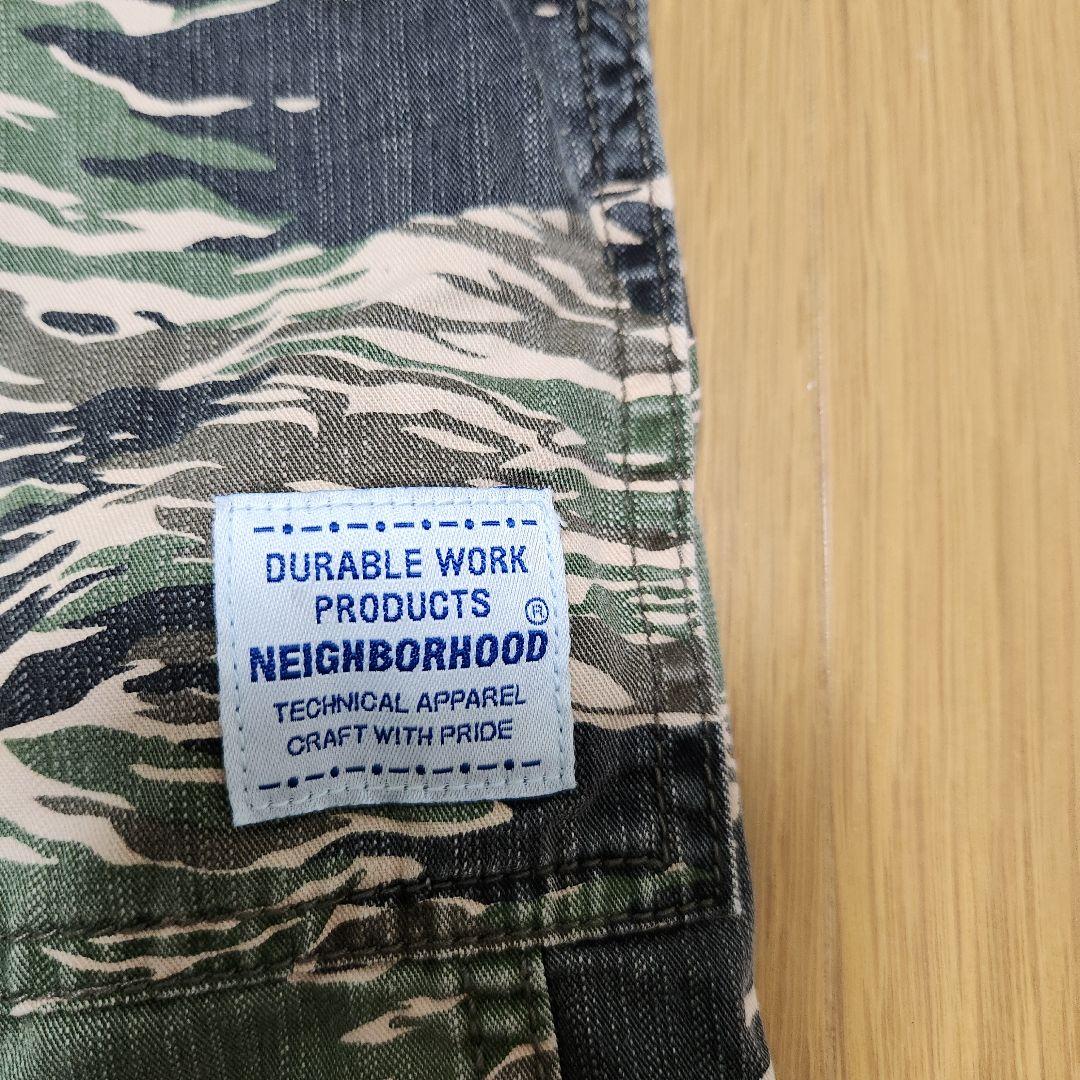 DURABLE WORK
PRODUCTS ®
NEIGHBORHOOD
TECHNICAL APPAREL
CRAFT WITH PRIDE